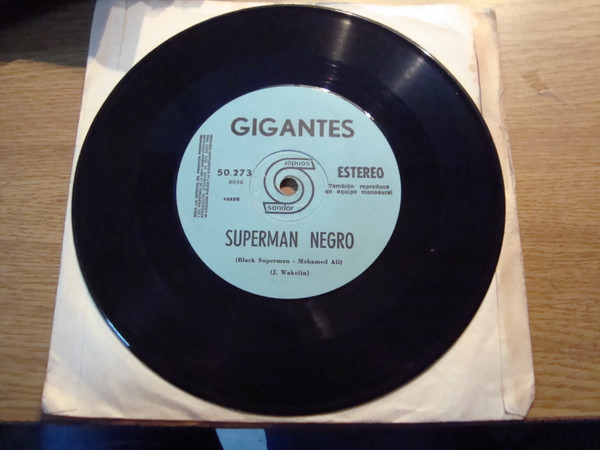 GIGANTES
50.273
8036
ESTEREO
También reproduce
en equipo monoaural
sondor
sondor
SUPERMAN NEGRO
(Black Superman - Mohamed Ali)
(J. Wakelin)